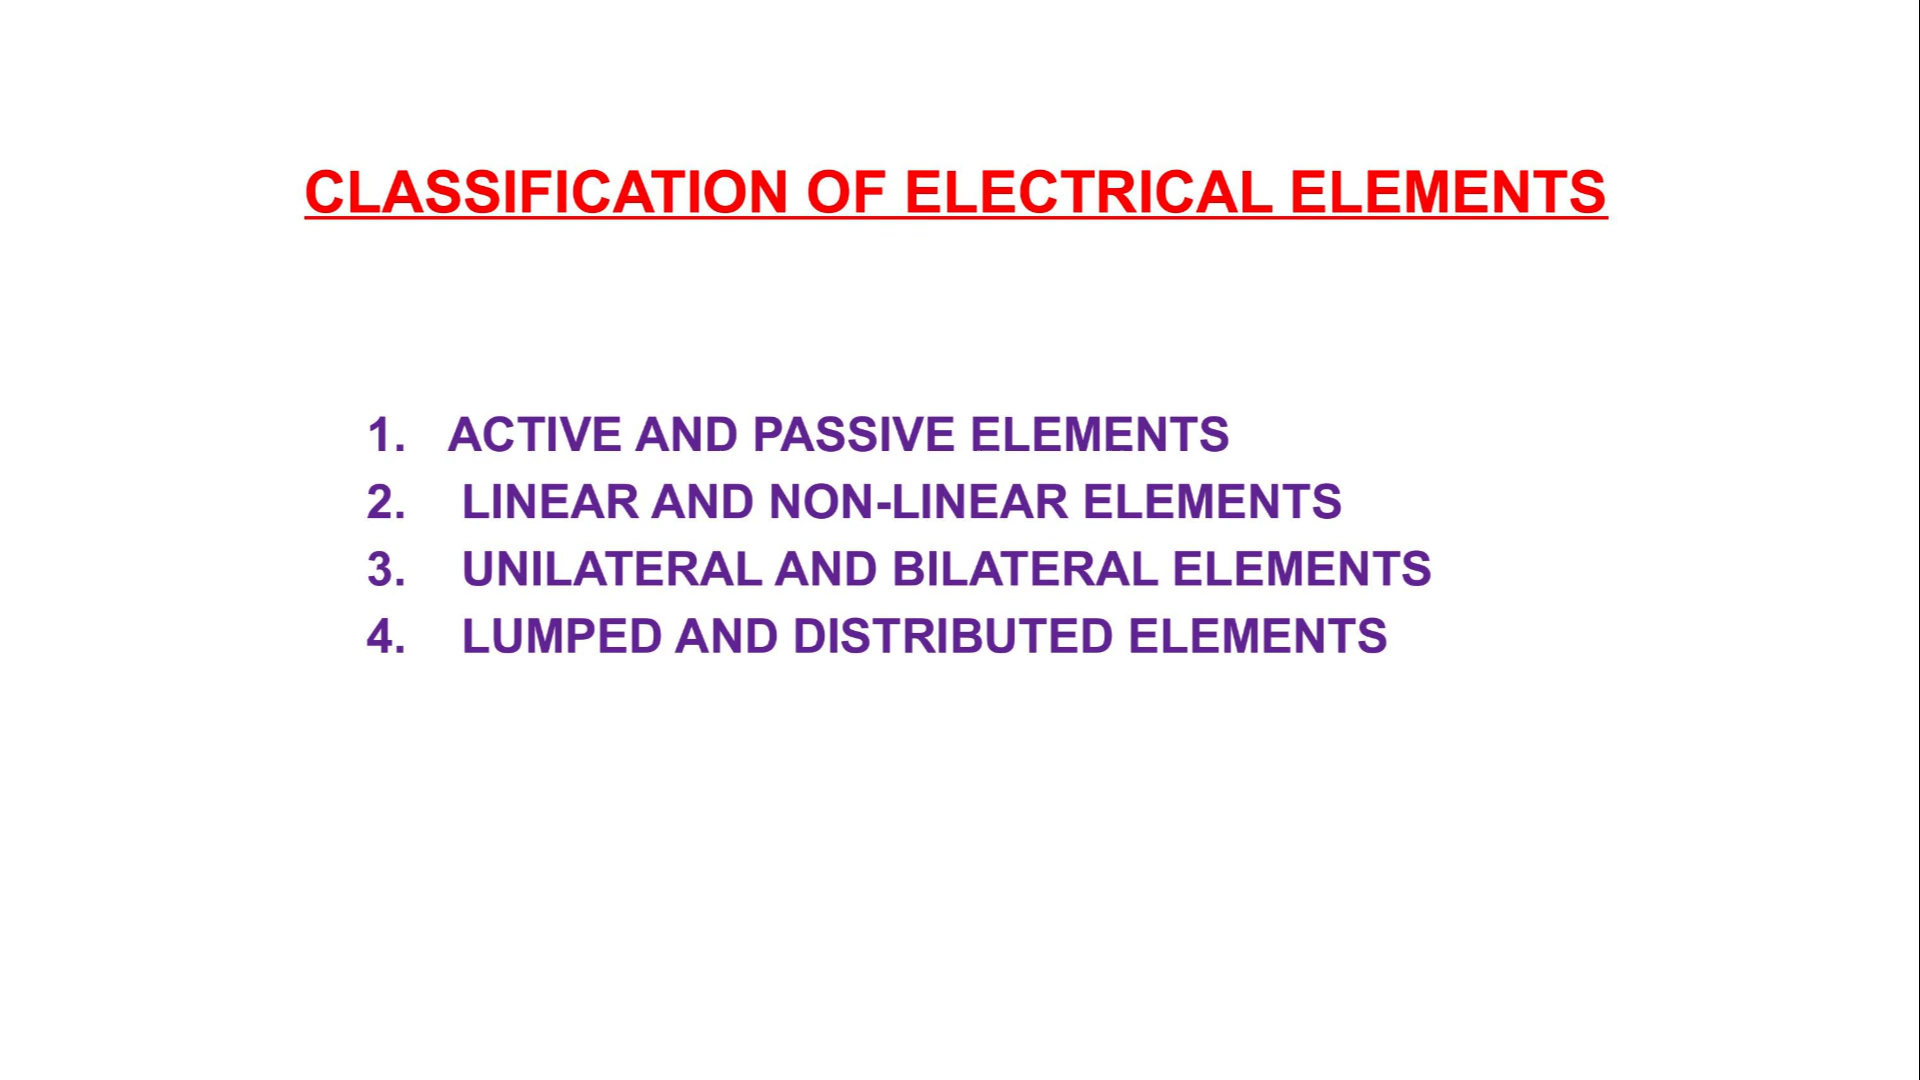 CLASSIFICATION OF ELECTRICAL ELEMENTS
1. ACTIVE AND PASSIVE ELEMENTS
2. LINEAR AND NON-LINEAR ELEMENTS
3. UNILATERAL AND BILATERAL ELEMENTS
4. LUMPED AND DISTRIBUTED ELEMENTS